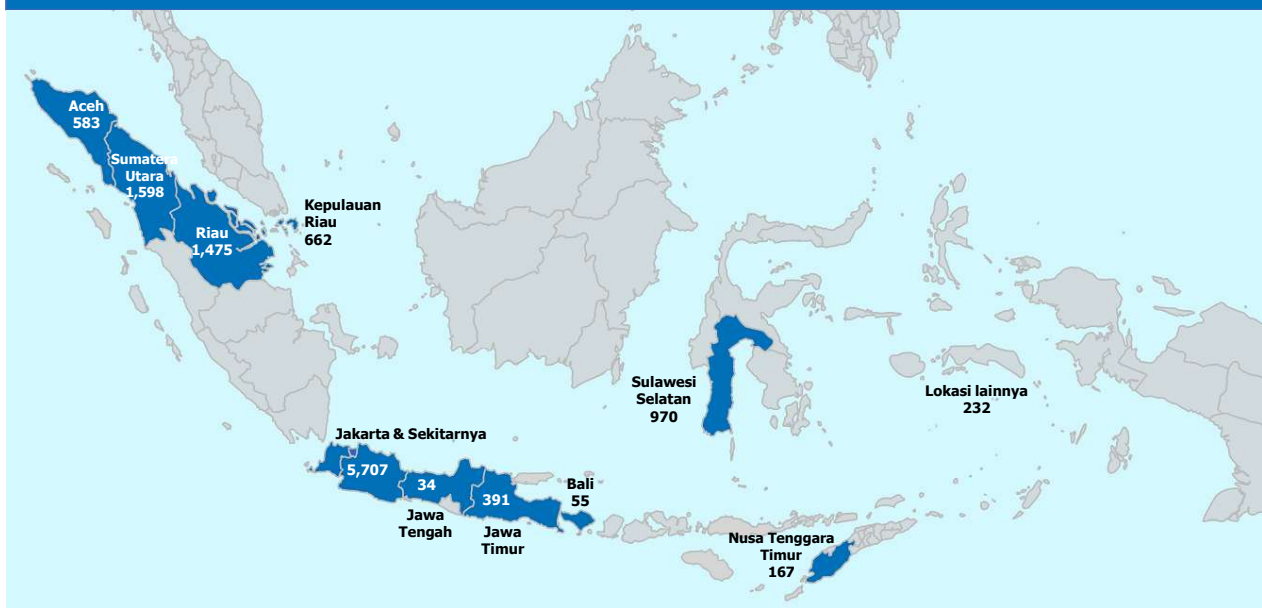 Aceh
583
Sumatera
Utara
1,598
Kepulauan
Riau
662
Riau
1,475
Sulawesi
Selatan
970
Lokasi lainnya
232
Jakarta & Sekitarnya
5,707
34
Jawa
Tengah
391
Jawa
Timur
Bali
55
Nusa Tenggara
Timur
167